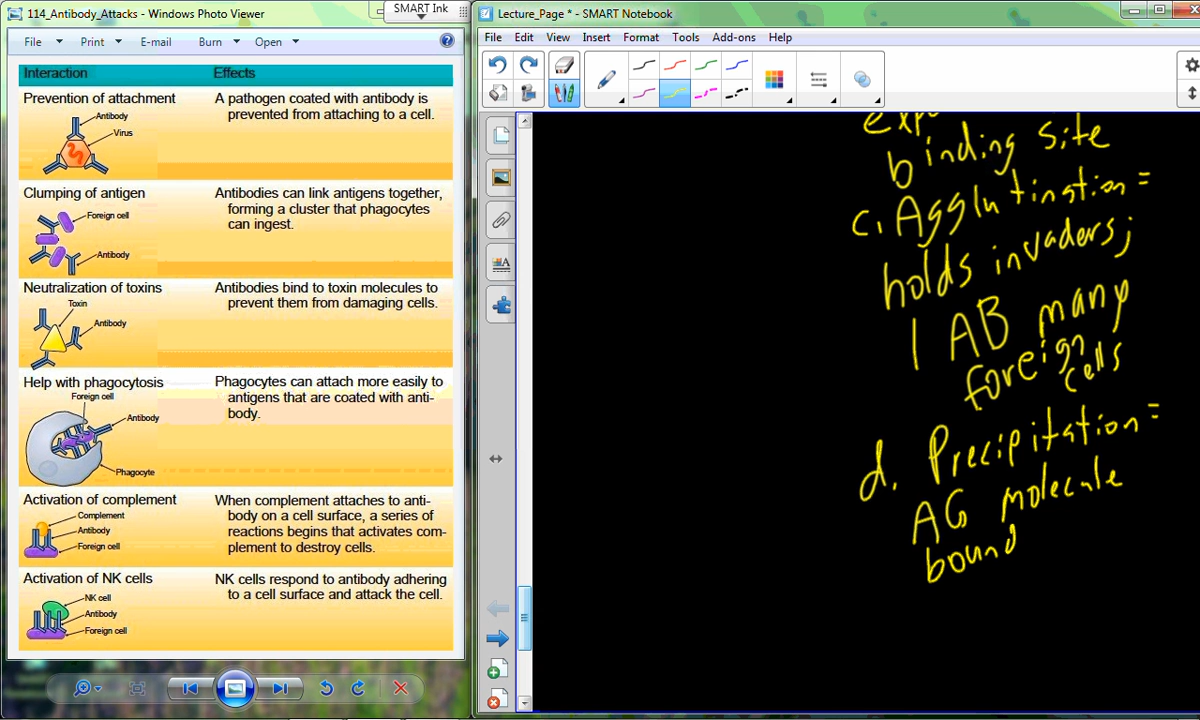 114_Antibody_Attacks - Windows Photo Viewer
SMART Ink
File Print E-mail Burn Open
Interaction Effects
Prevention of attachment
Antibody
Virus
A pathogen coated with antibody is
prevented from attaching to a cell.
Clumping of antigen
Foreign cell
Antibody
Antibodies can link antigens together,
forming a cluster that phagocytes
can ingest.
Neutralization of toxins
Toxin
Antibody
Antibodies bind to toxin molecules to
prevent them from damaging cells.
Help with phagocytosis
Foreign cell
Antibody
Phagocyte
Phagocytes can attach more easily to
antigens that are coated with anti-
body.
Activation of complement
Complement
Antibody
Foreign cell
When complement attaches to anti-
body on a cell surface, a series of
reactions begins that activates com-
plement to destroy cells.
Activation of NK cells
NK cell
Antibody
Foreign cell
NK cells respond to antibody adhering
to a cell surface and attack the cell.
Lecture_Page * - SMART Notebook
File Edit View Insert Format Tools Add-ons Help
binding site
c. Agglutination =
holds invaders;
1 AB many
foreign
cells
d. Precipitation =
AG molecule
bound